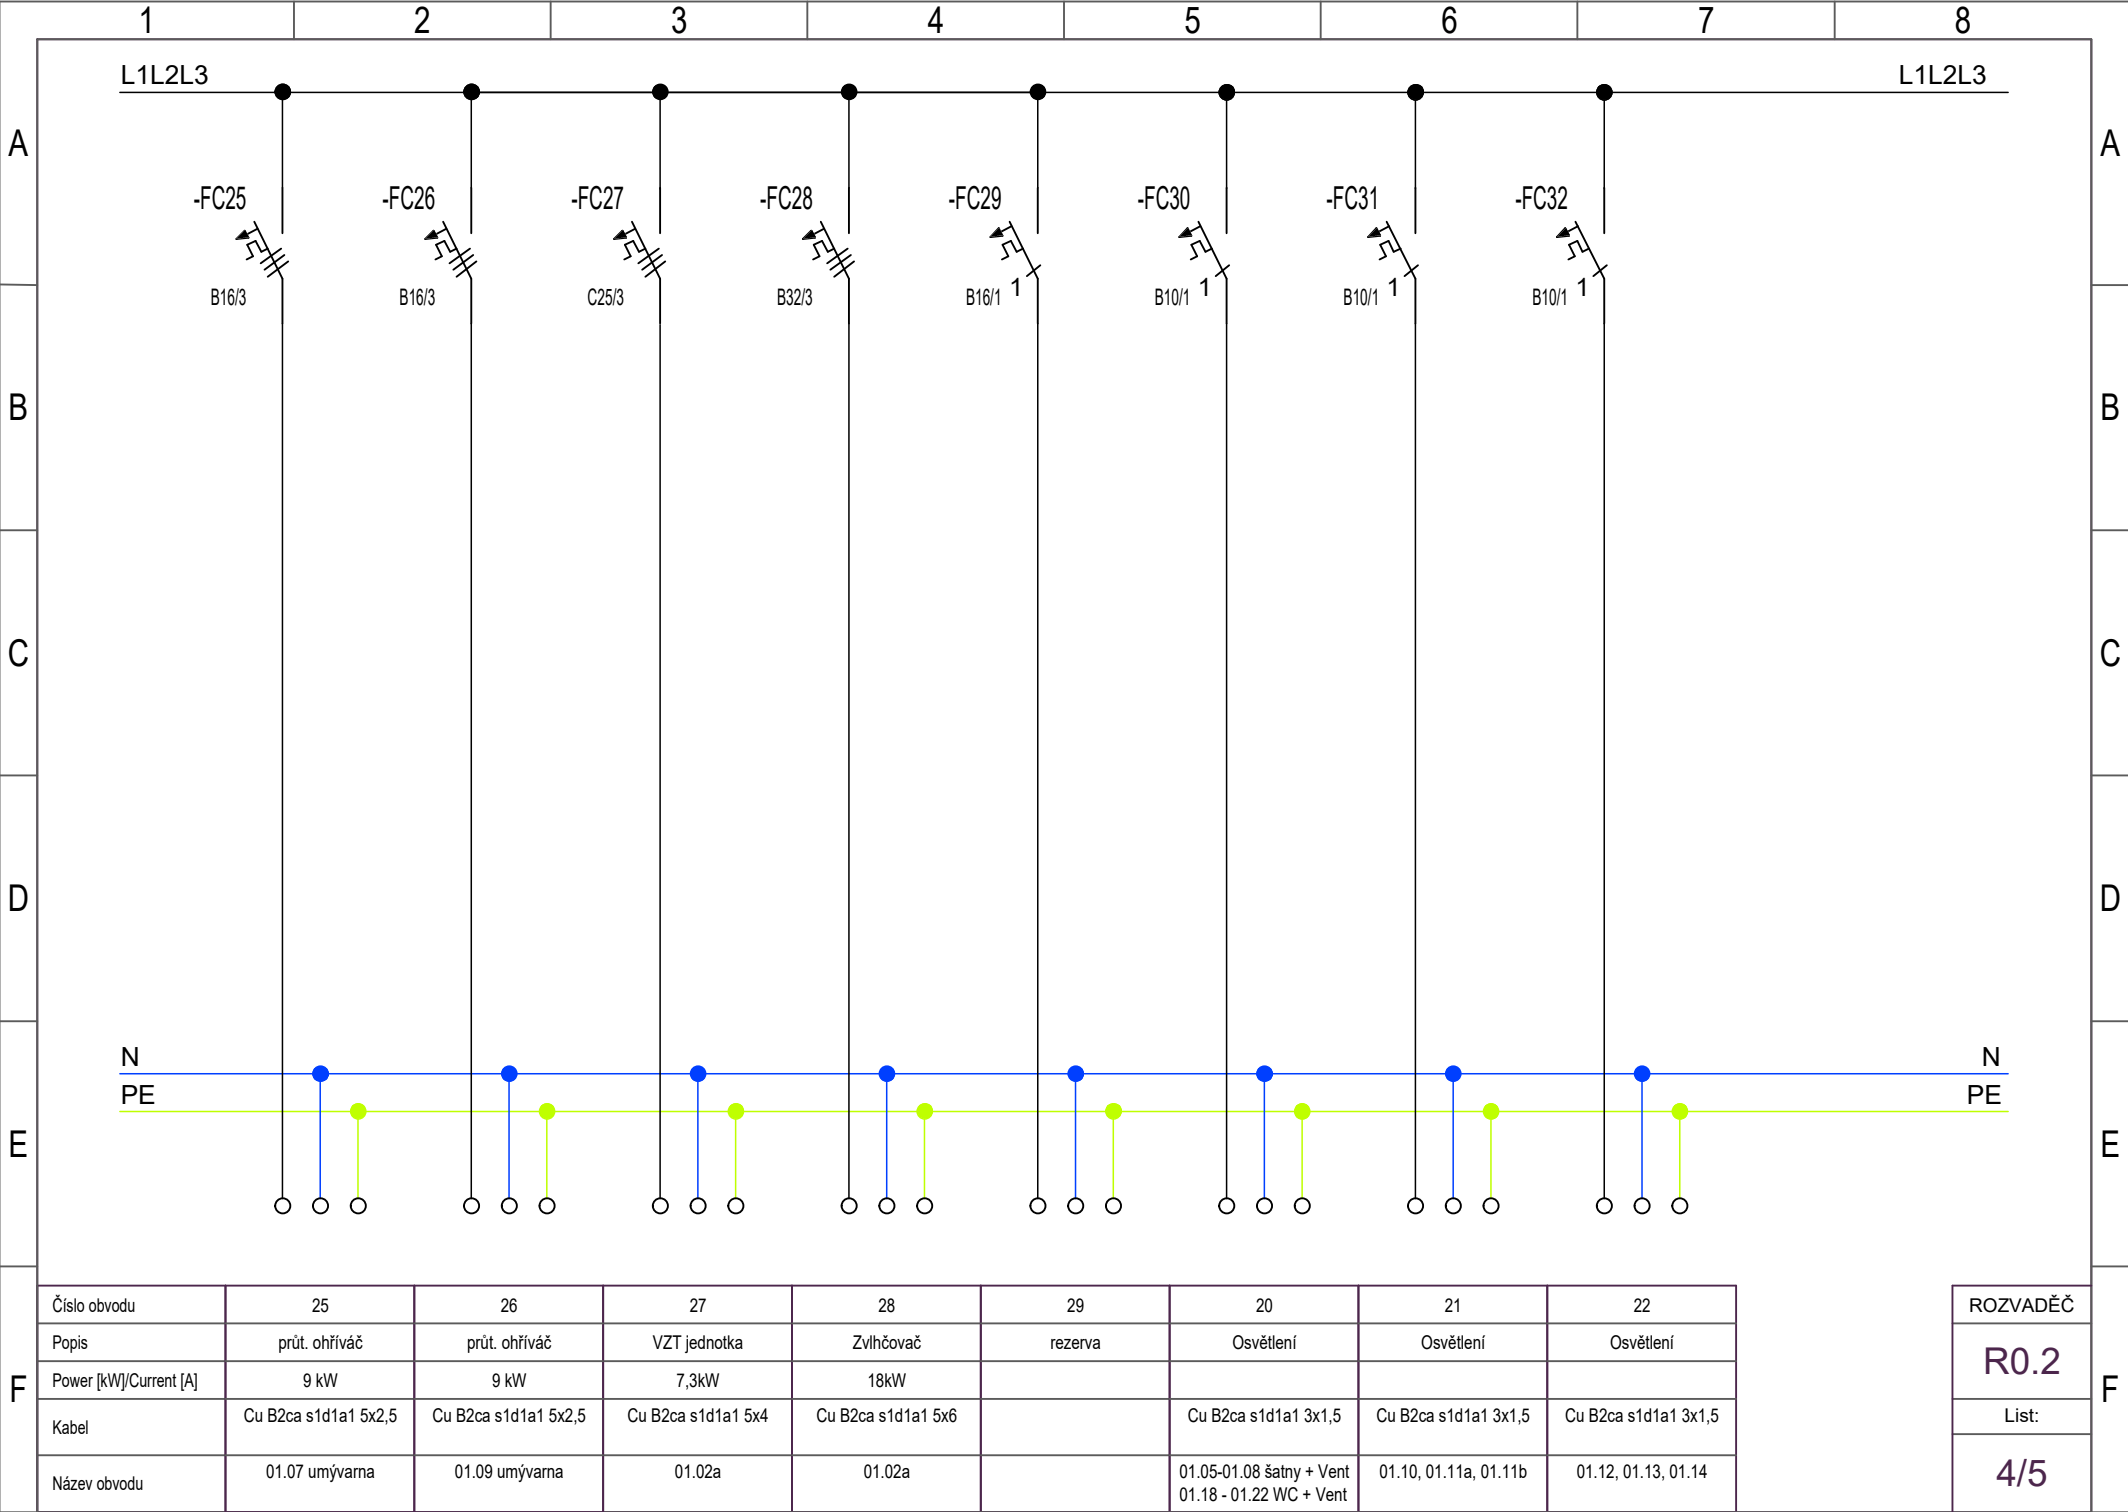 1 2 3 4 5 6 7 8
L1L2L3 L1L2L3
A A
-FC25 -FC26 -FC27 -FC28 -FC29 -FC30 -FC31 -FC32
B16/3 B16/3 C25/3 B32/3 B16/1 1 B10/1 1 B10/1 1 B10/1 1
B B
C C
D D
N N
PE PE
E E
Číslo obvodu 25 26 27 28 29 20 21 22
Popis průt. ohříváč průt. ohříváč VZT jednotka Zvlhčovač rezerva Osvětlení Osvětlení Osvětlení
Power [kW]/Current [A] 9 kW 9 kW 7,3kW 18kW
Kabel Cu B2ca s1d1a1 5x2,5 Cu B2ca s1d1a1 5x2,5 Cu B2ca s1d1a1 5x4 Cu B2ca s1d1a1 5x6 Cu B2ca s1d1a1 3x1,5 Cu B2ca s1d1a1 3x1,5 Cu B2ca s1d1a1 3x1,5
Název obvodu 01.07 umývarna 01.09 umývarna 01.02a 01.02a 01.05-01.08 šatny + Vent 01.10, 01.11a, 01.11b 01.12, 01.13, 01.14
01.18 - 01.22 WC + Vent
F F
ROZVADĚČ
R0.2
List:
4/5